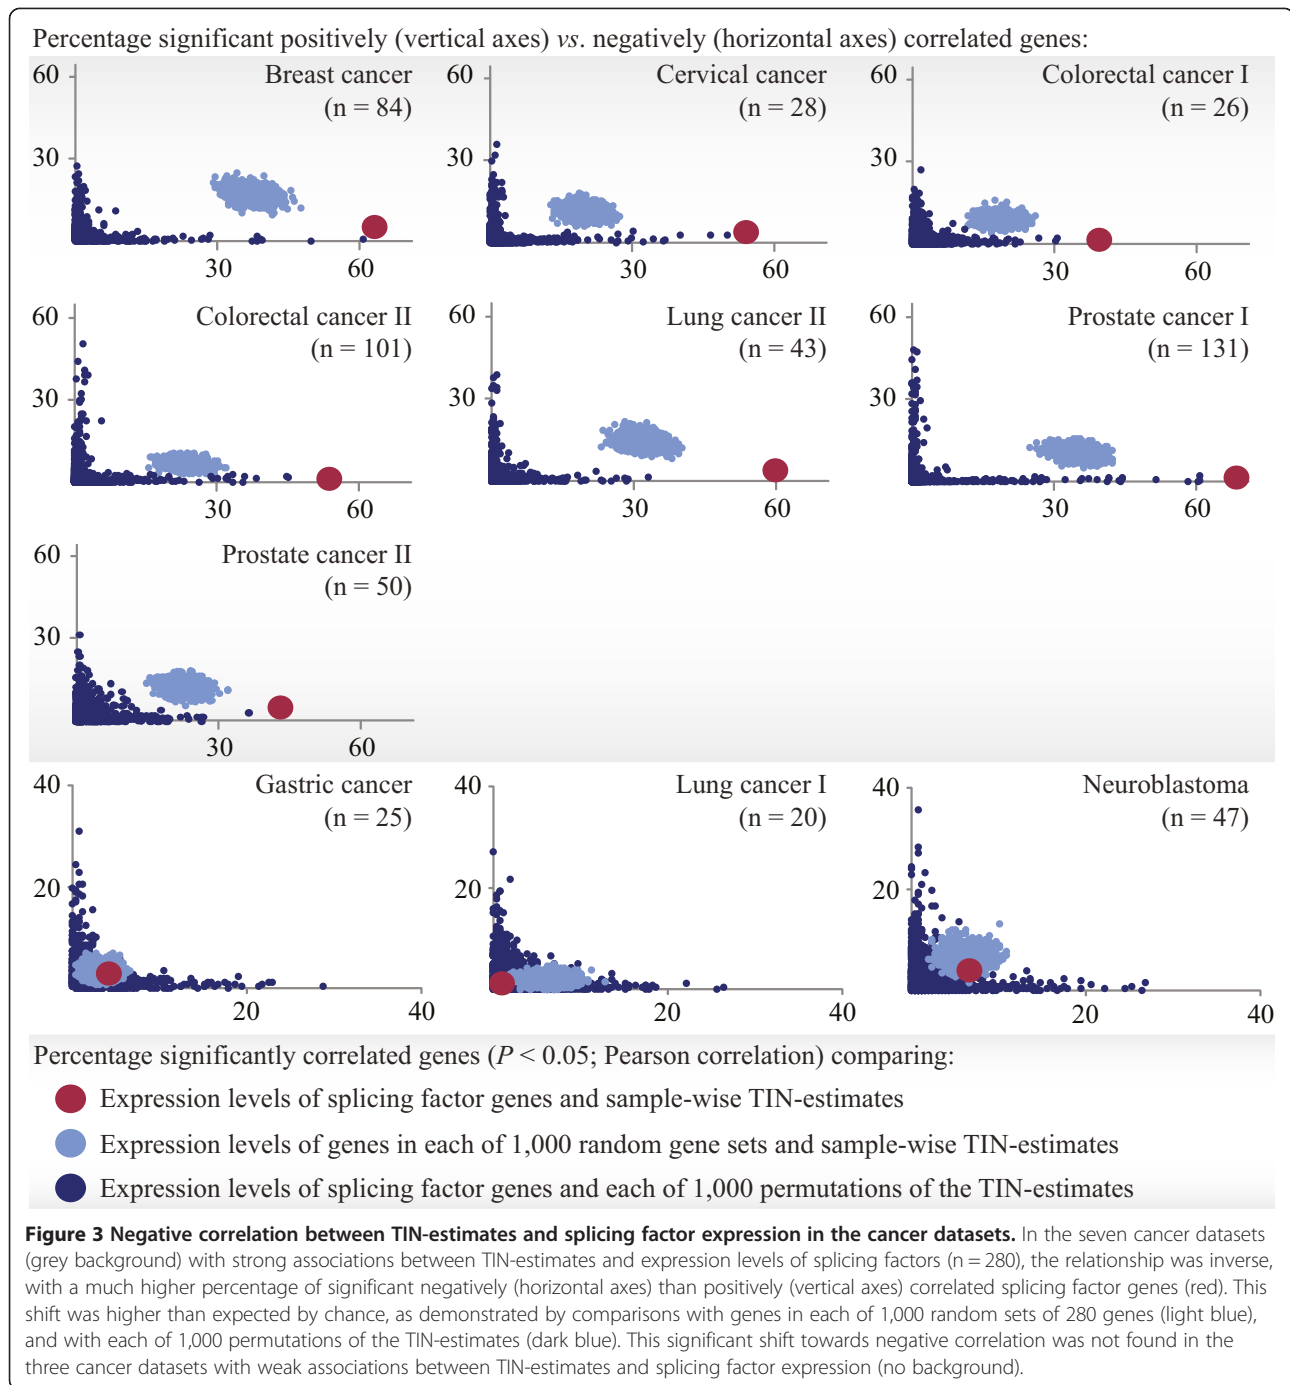 Percentage significant positively (vertical axes) vs. negatively (horizontal axes) correlated genes:
Breast cancer
(n = 84)
60
30
30
60
Cervical cancer
(n = 28)
60
30
30
60
Colorectal cancer I
(n = 26)
60
30
30
60
Colorectal cancer II
(n = 101)
60
30
30
60
Lung cancer II
(n = 43)
60
30
30
60
Prostate cancer I
(n = 131)
60
30
30
60
Prostate cancer II
(n = 50)
60
30
30
60
Gastric cancer
(n = 25)
40
20
20
40
Lung cancer I
(n = 20)
40
20
20
40
Neuroblastoma
(n = 47)
40
20
20
40
Percentage significantly correlated genes (P < 0.05; Pearson correlation) comparing:
Expression levels of splicing factor genes and sample-wise TIN-estimates
Expression levels of genes in each of 1,000 random gene sets and sample-wise TIN-estimates
Expression levels of splicing factor genes and each of 1,000 permutations of the TIN-estimates
Figure 3 Negative correlation between TIN-estimates and splicing factor expression in the cancer datasets. In the seven cancer datasets
(grey background) with strong associations between TIN-estimates and expression levels of splicing factors (n = 280), the relationship was inverse,
with a much higher percentage of significant negatively (horizontal axes) than positively (vertical axes) correlated splicing factor genes (red). This
shift was higher than expected by chance, as demonstrated by comparisons with genes in each of 1,000 random sets of 280 genes (light blue),
and with each of 1,000 permutations of the TIN-estimates (dark blue). This significant shift towards negative correlation was not found in the
three cancer datasets with weak associations between TIN-estimates and splicing factor expression (no background).